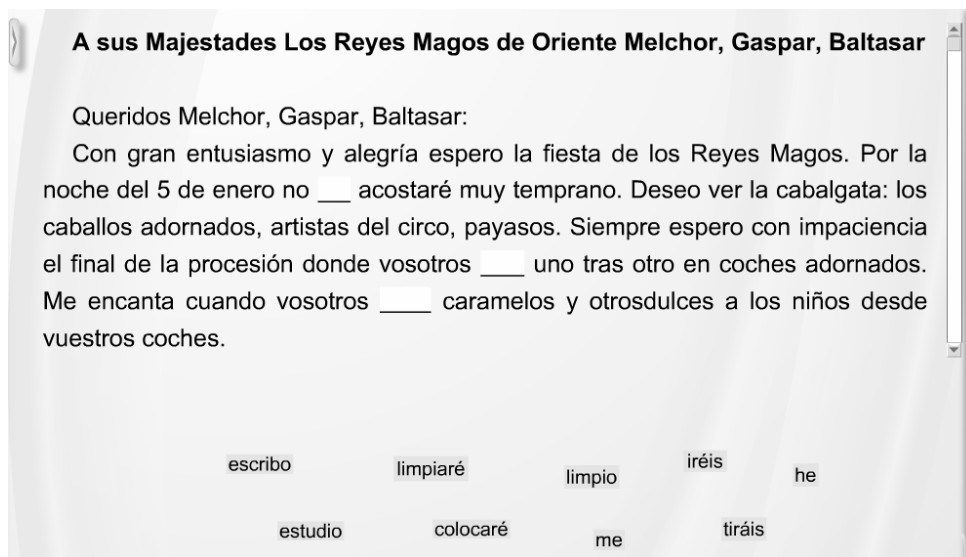 A sus Majestades Los Reyes Magos de Oriente Melchor, Gaspar, Baltasar
Queridos Melchor, Gaspar, Baltasar:
Con gran entusiasmo y alegría espero la fiesta de los Reyes Magos. Por la
noche del 5 de enero no ___ acostaré muy temprano. Deseo ver la cabalgata: los
caballos adornados, artistas del circo, payasos. Siempre espero con impaciencia
el final de la procesión donde vosotros ____ uno tras otro en coches adornados.
Me encanta cuando vosotros _____ caramelos y otrosdulces a los niños desde
vuestros coches.
escribo limpiaré limpio iréis he
estudio colocaré me tiráis